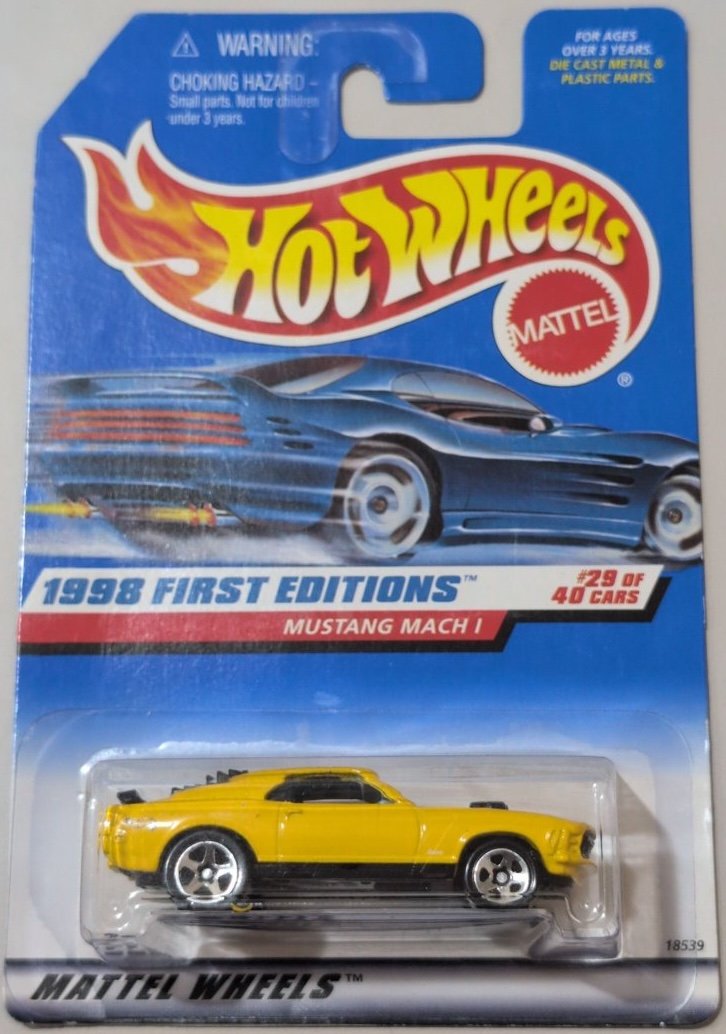 ⚠ WARNING:
CHOKING HAZARD –
Small parts. Not for children
under 3 years.
FOR AGES
OVER 3 YEARS.
DIE CAST METAL &
PLASTIC PARTS.
HOT WHEELS
MATTEL
®
1998 FIRST EDITIONS™
#29 OF
40 CARS
MUSTANG MACH I
18539
MATTEL WHEELS™